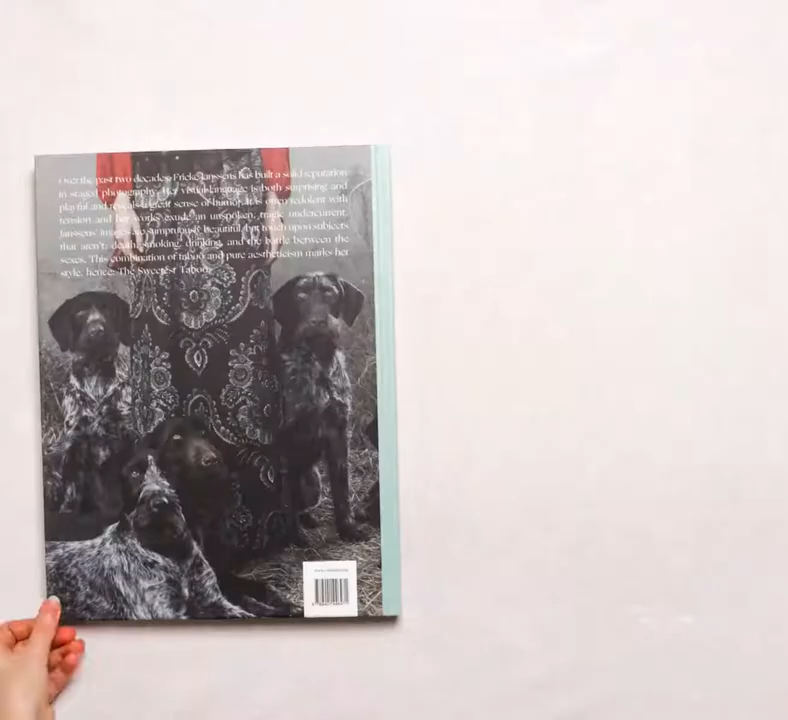 Over the past two decades, Frieke Janssens has built a solid reputation
in staged photography. Her visual language is both surprising and
playful and reveals a great sense of humor. It is often redolent with
tension and her works exude an unspoken, tragic undercurrent.
Janssens' images are sumptuously beautiful, but touch upon subjects
that aren't: death, smoking, drinking, and the battle between the
sexes. This combination of taboo and pure aestheticism marks her
style, hence: The Sweetest Taboo.